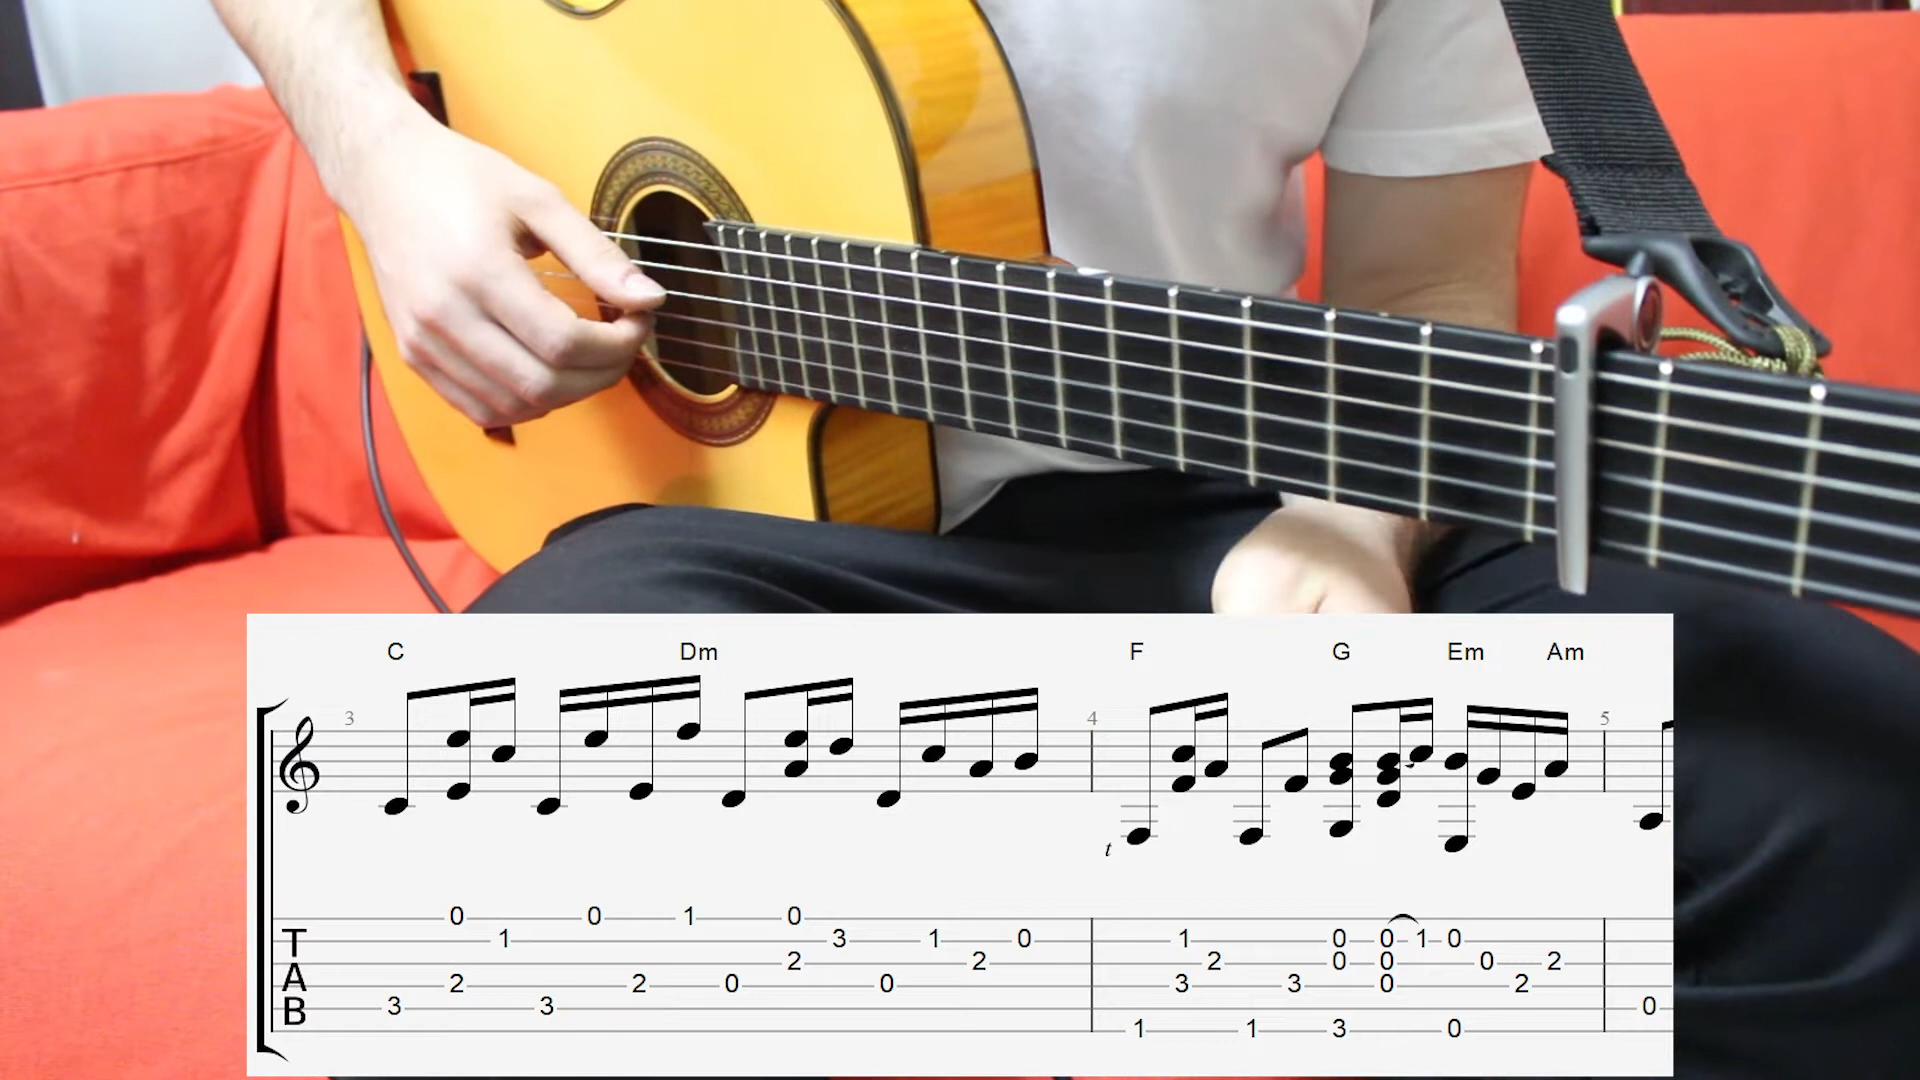 C Dm F G Em Am
3 4 5
t
0 0 1 0
1 3 1 0 1 0 0 1 0
2 2 2 0 0 0 2
2 2 0 0 3 3 0 2
3 3 0
1 1 3 0
T
A
B